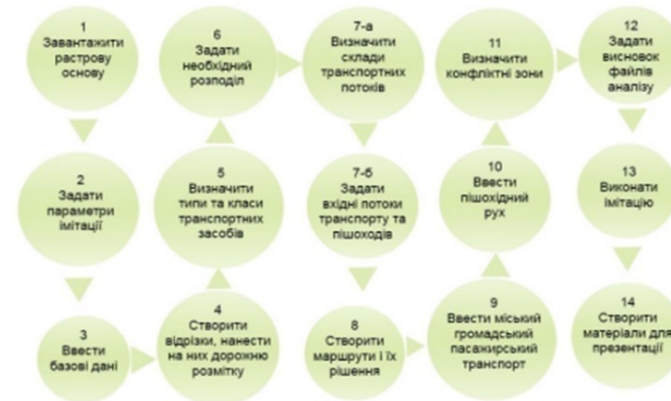 1
Завантажити
растрову
основу
2
Задати
параметри
імітації
3
Ввести
базові дані
4
Створити
відрізки, нанести
на них дорожню
розмітку
5
Визначити
типи та класи
транспортних
засобів
6
Задати
необхідний
розподіл
7-а
Визначити
склади
транспортних
потоків
7-б
Задати
вхідні потоки
транспорту та
пішоходів
8
Створити
маршрути і їх
рішення
9
Ввести міський
громадський
пасажирський
транспорт
10
Ввести
пішохідний
рух
11
Визначити
конфліктні зони
12
Задати
висновок
файлів
аналізу
13
Виконати
імітацію
14
Створити
матеріали для
презентації